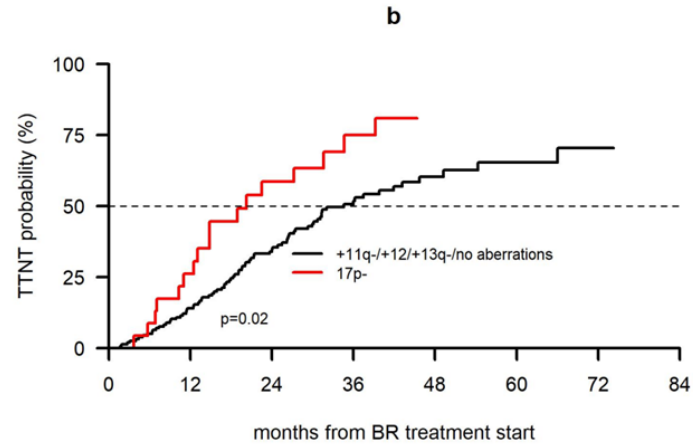 b
TTNT probability (%)
100
75
50
25
0
+11q-/+12/+13q-/no aberrations
17p-
p=0.02
0 12 24 36 48 60 72 84
months from BR treatment start